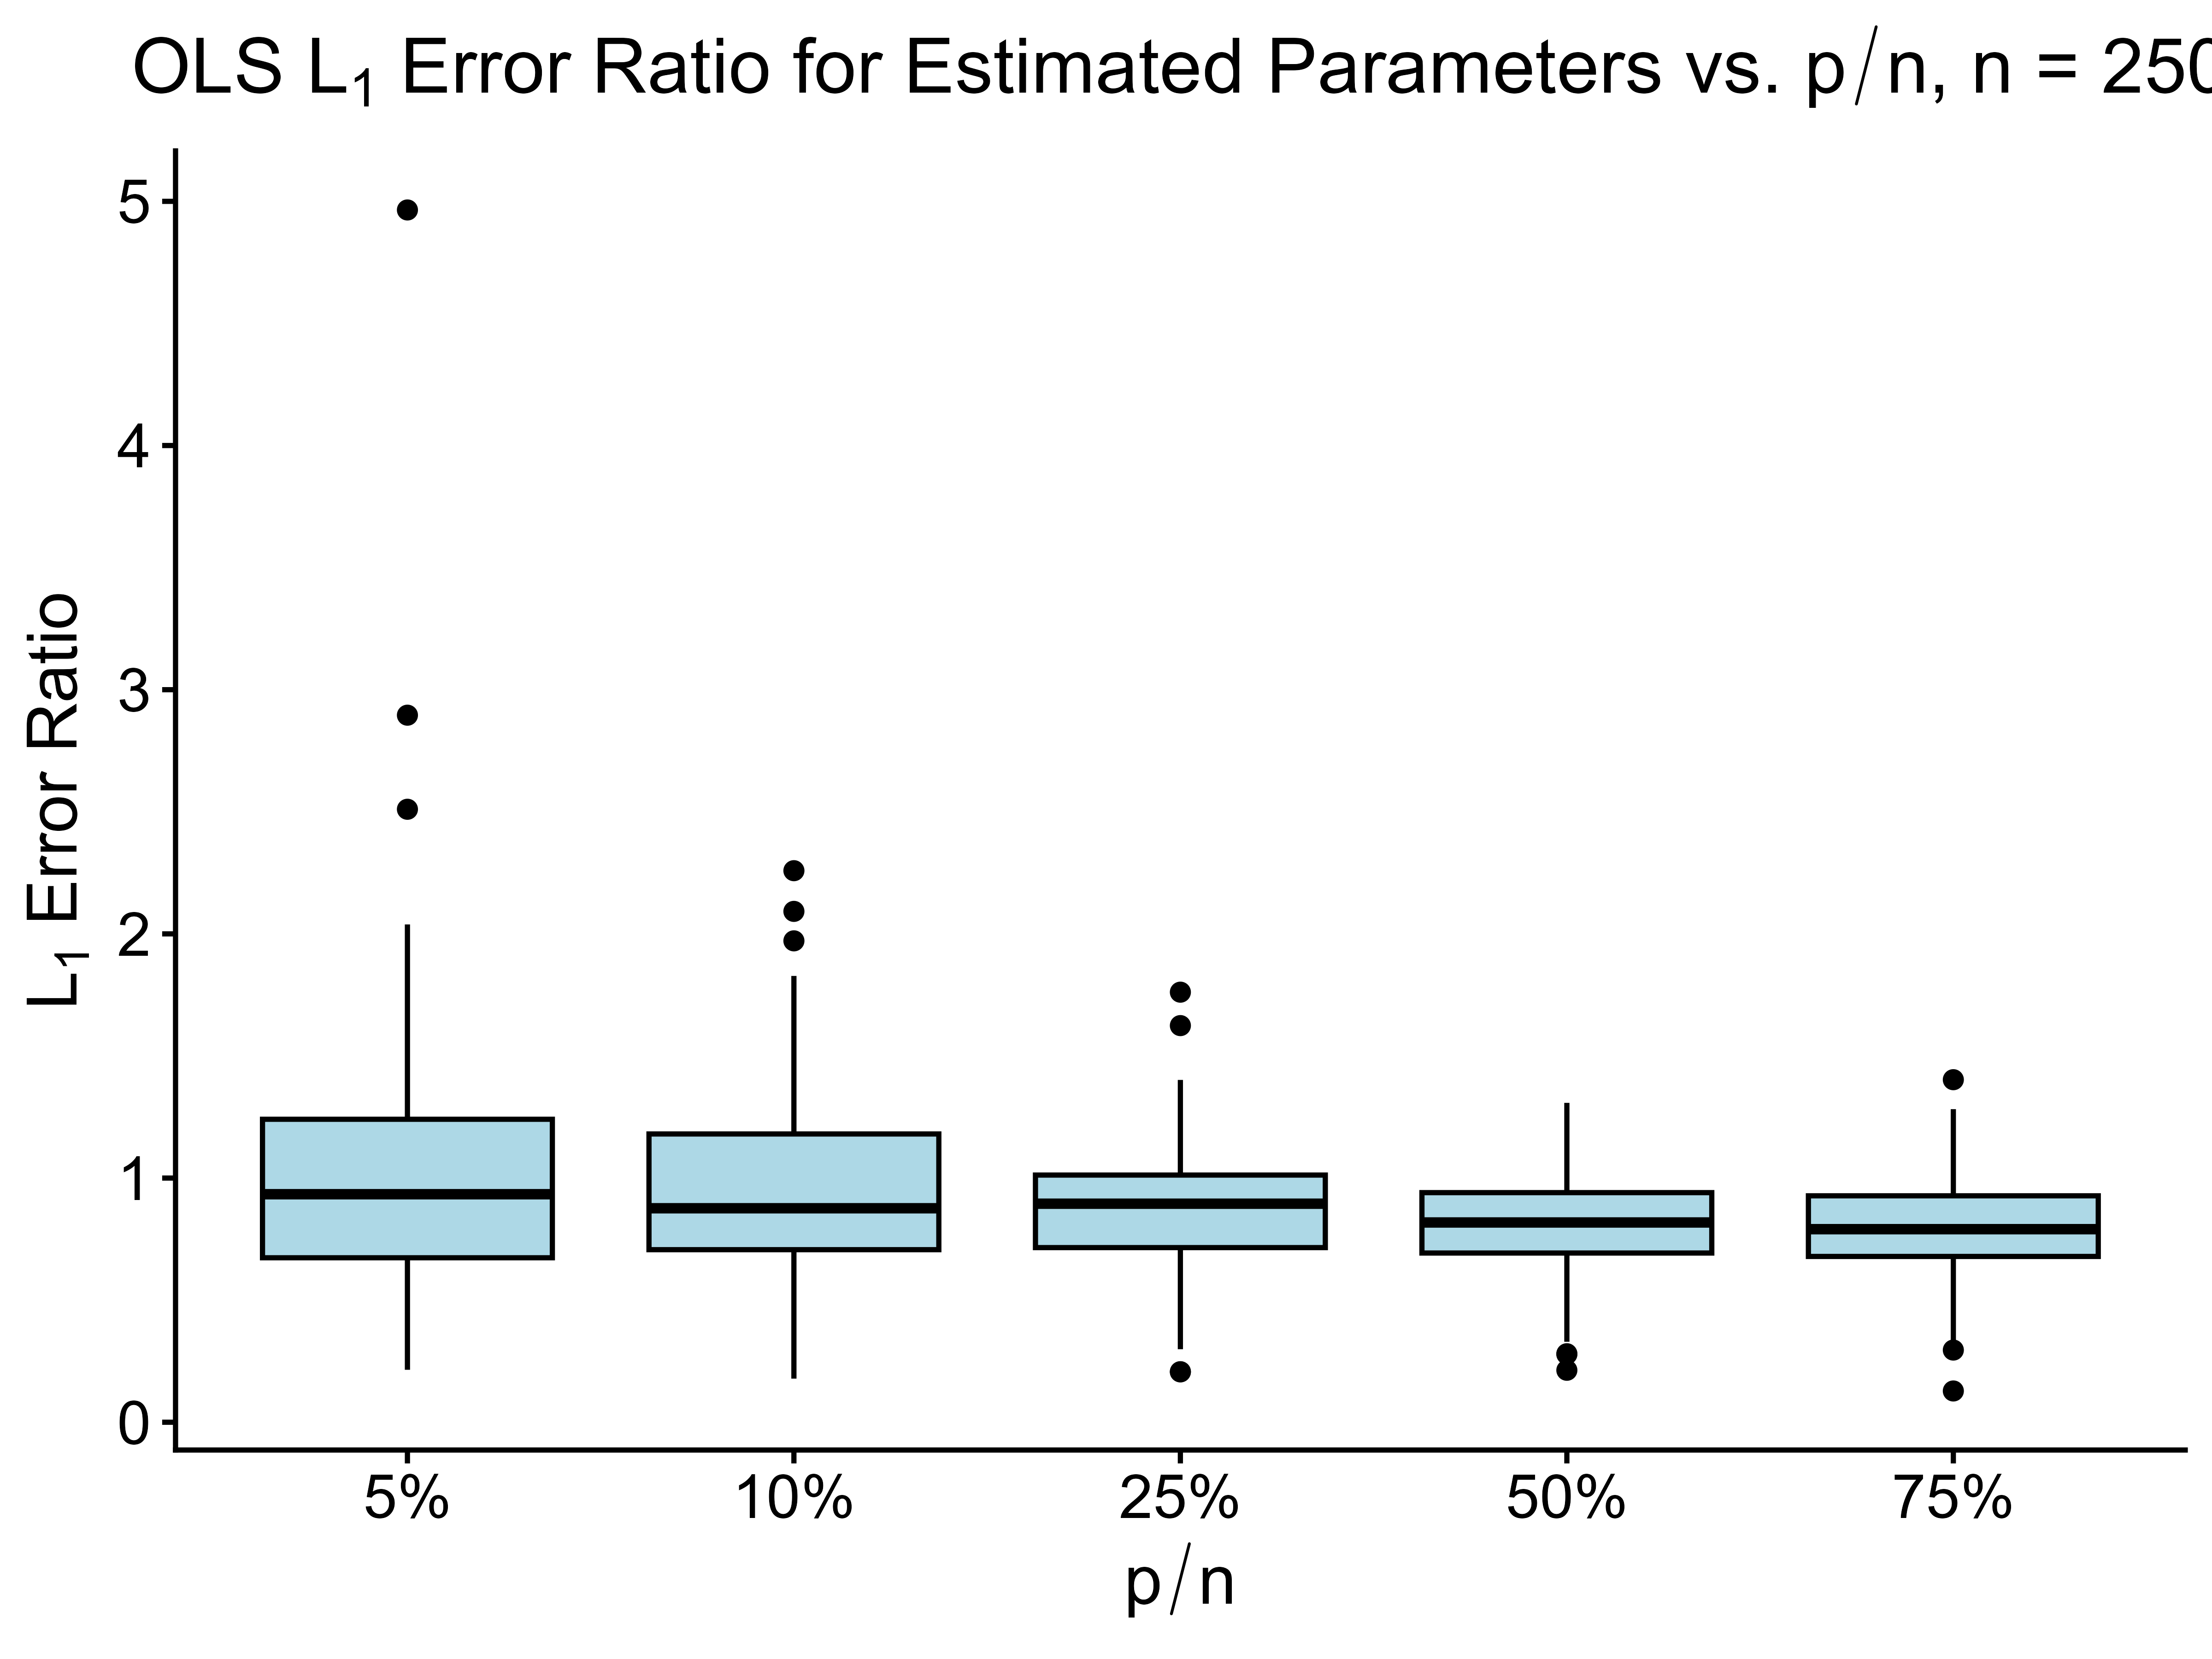 OLS L₁ Error Ratio for Estimated Parameters vs. p/n, n = 250
L₁ Error Ratio
5
4
3
2
1
0
5% 10% 25% 50% 75%
p/n